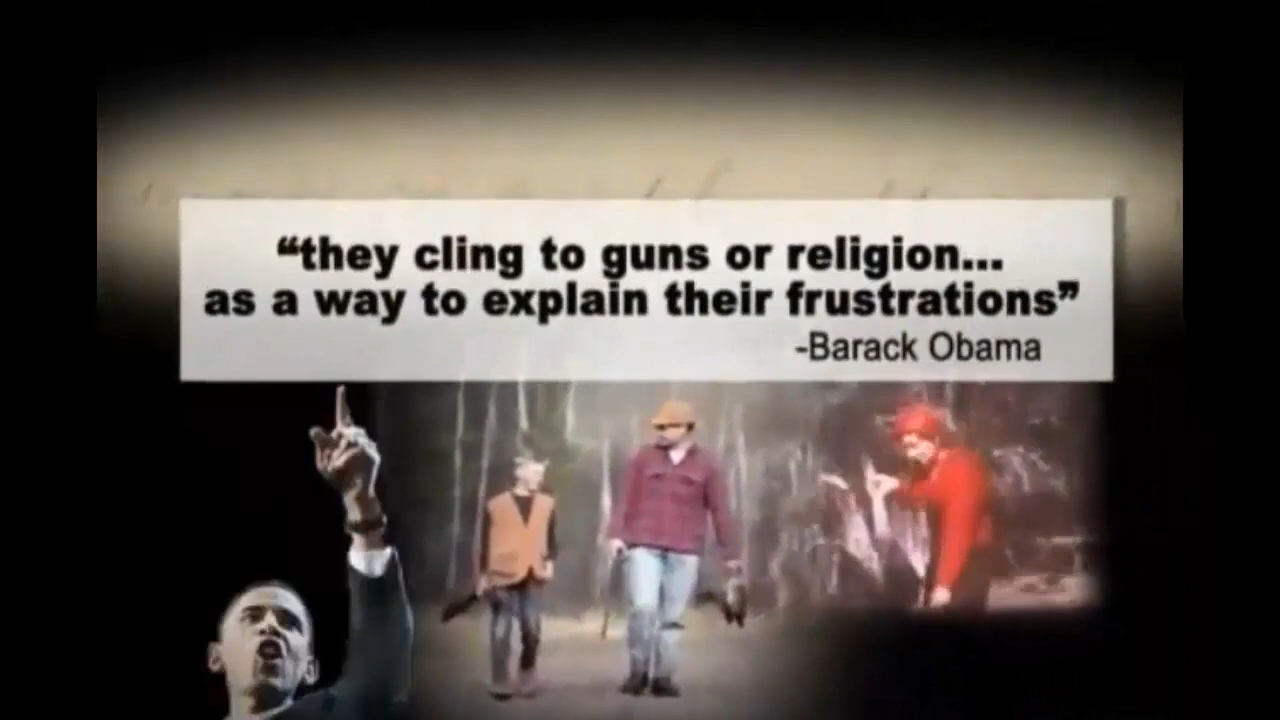 “they cling to guns or religion...
as a way to explain their frustrations”
-Barack Obama